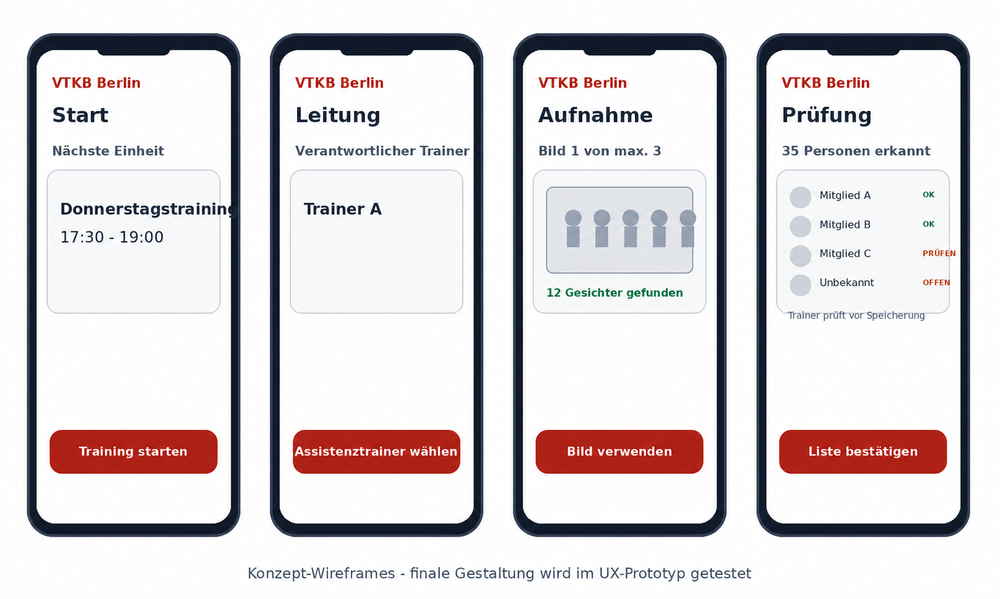 VTKB Berlin
Start
Nächste Einheit
Donnerstagstraining
17:30 - 19:00
Training starten
VTKB Berlin
Leitung
Verantwortlicher Trainer
Trainer A
Assistenztrainer wählen
VTKB Berlin
Aufnahme
Bild 1 von max. 3
12 Gesichter gefunden
Bild verwenden
VTKB Berlin
Prüfung
35 Personen erkannt
Mitglied A OK
Mitglied B OK
Mitglied C PRÜFEN
Unbekannt OFFEN
Trainer prüft vor Speicherung
Liste bestätigen
Konzept-Wireframes - finale Gestaltung wird im UX-Prototyp getestet